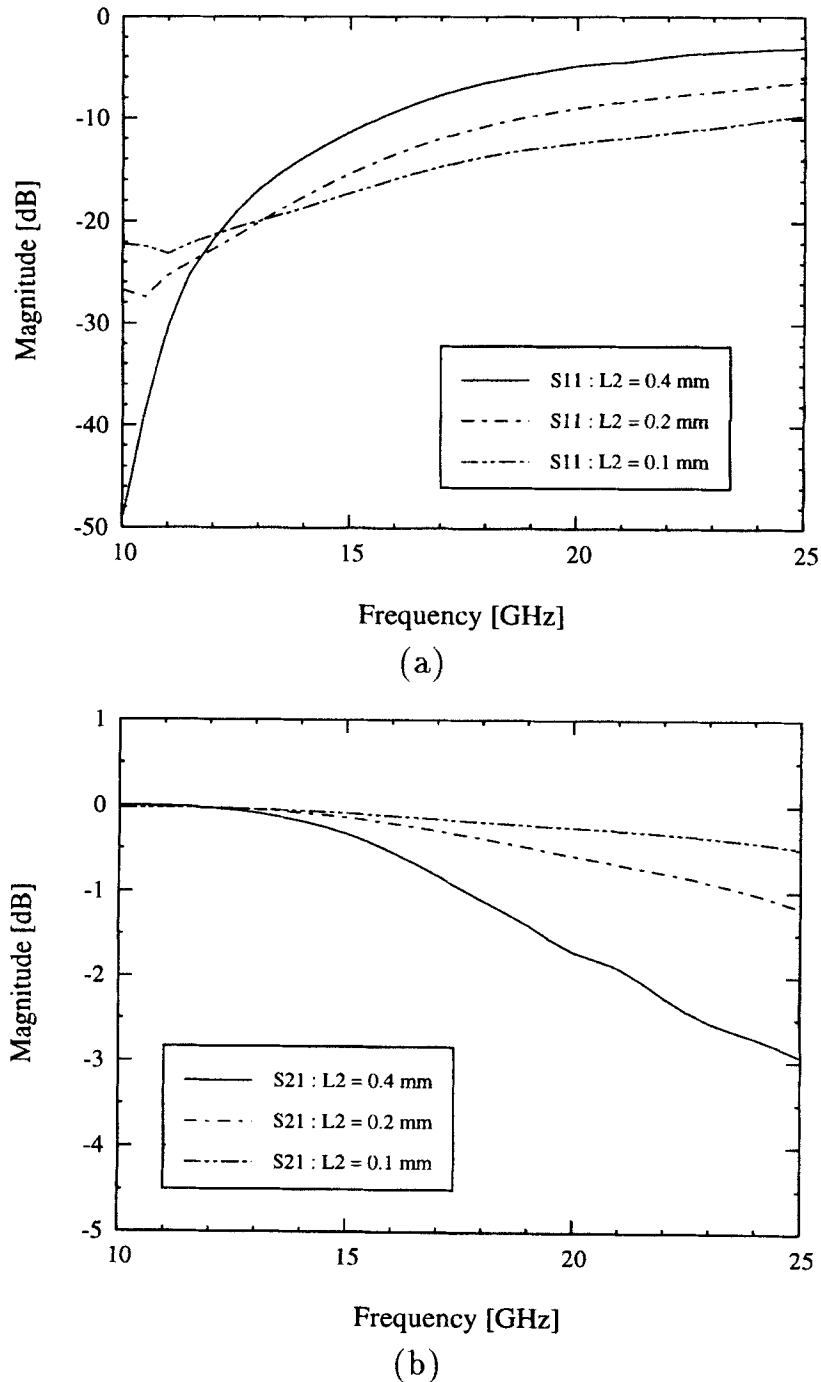 0
-10
-20
-30
-40
-50
Magnitude [dB]
S11 : L2 = 0.4 mm
S11 : L2 = 0.2 mm
S11 : L2 = 0.1 mm
10
15
20
25
Frequency [GHz]
(a)
1
0
-1
-2
-3
-4
-5
Magnitude [dB]
S21 : L2 = 0.4 mm
S21 : L2 = 0.2 mm
S21 : L2 = 0.1 mm
10
15
20
25
Frequency [GHz]
(b)